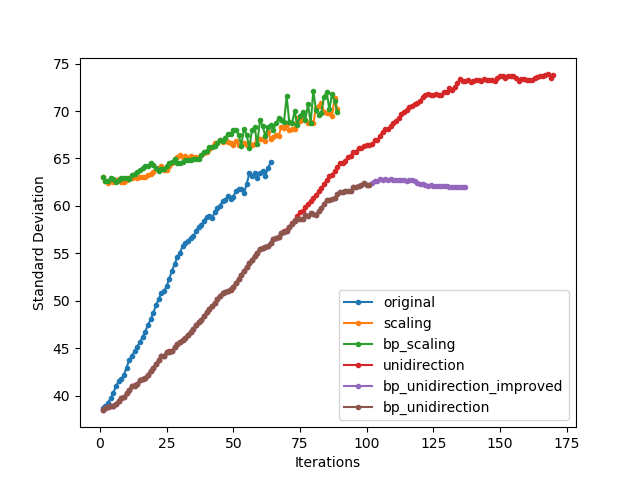 75
70
65
60
55
50
45
40
Standard Deviation
0 25 50 75 100 125 150 175
Iterations
original
scaling
bp_scaling
unidirection
bp_unidirection_improved
bp_unidirection